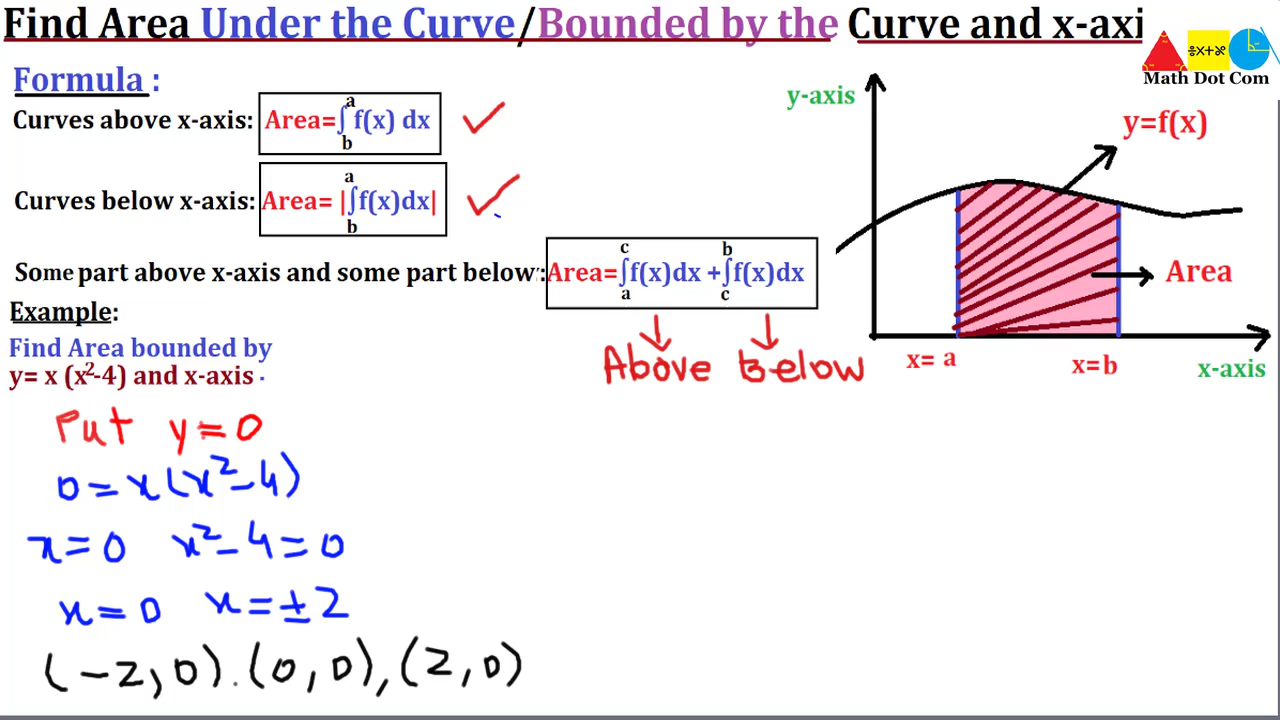 Find Area Under the Curve/Bounded by the Curve and x-axi
÷x+×
Math Dot Com
Formula :
Curves above x-axis: Area=∫ₐᵇ f(x) dx
a
b
Curves below x-axis: Area= |∫f(x)dx|
a
b
Some part above x-axis and some part below: Area=∫f(x)dx +∫f(x)dx
c
a
b
c
Above Below
Example:
Find Area bounded by
y= x (x²-4) and x-axis
Put y=0
0=x(x²-4)
x=0 x²-4=0
x=0 x=±2
(-2,0).(0,0),(2,0)
y-axis
y=f(x)
Area
x= a
x=b
x-axis